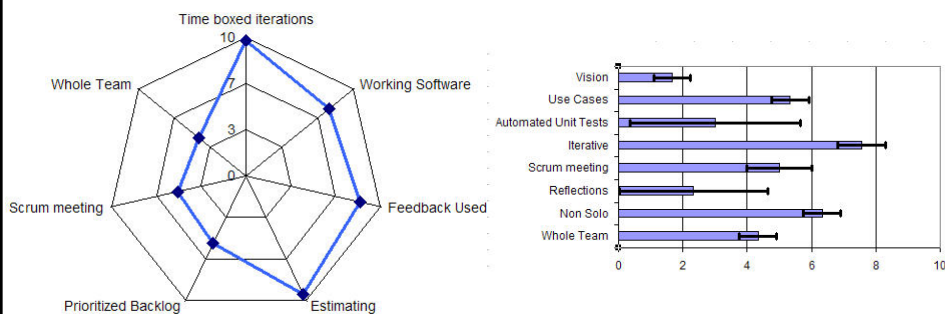 Time boxed iterations
10
Whole Team
7
Working Software
3
0
Scrum meeting
Feedback Used
Prioritized Backlog
Estimating
Vision
Use Cases
Automated Unit Tests
Iterative
Scrum meeting
Reflections
Non Solo
Whole Team
0 2 4 6 8 10